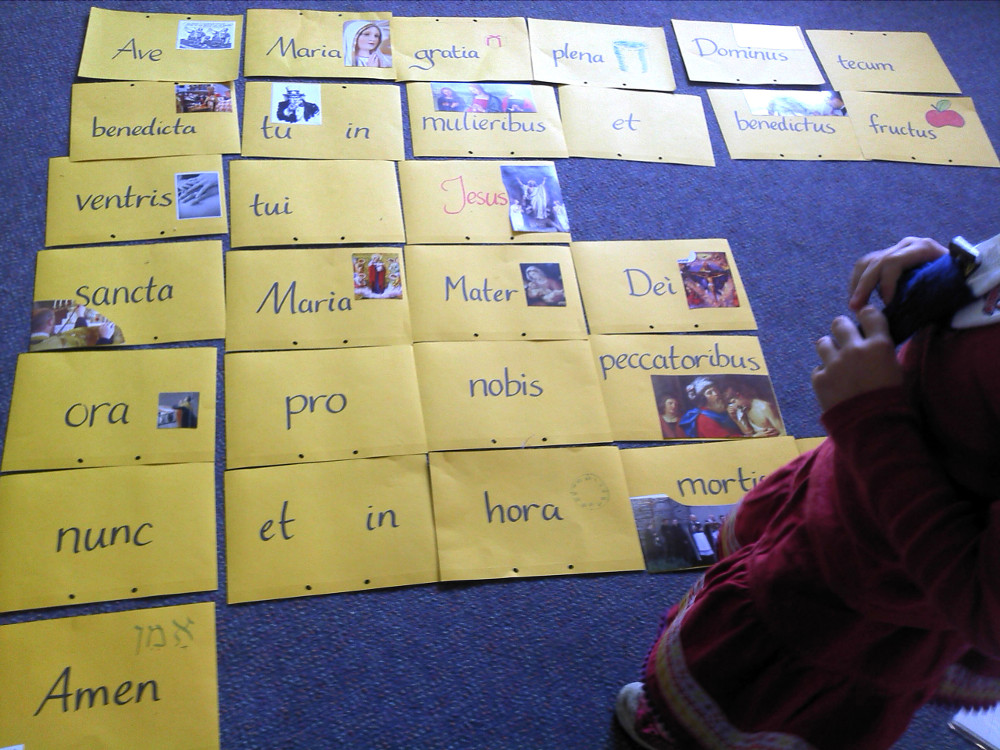 Ave Maria gratia plena Dominus tecum
benedicta tu in mulieribus et benedictus fructus
ventris tui Jesus
Sancta Maria Mater Dei
ora pro nobis peccatoribus
nunc et in hora mortis
אָמֵן
Amen